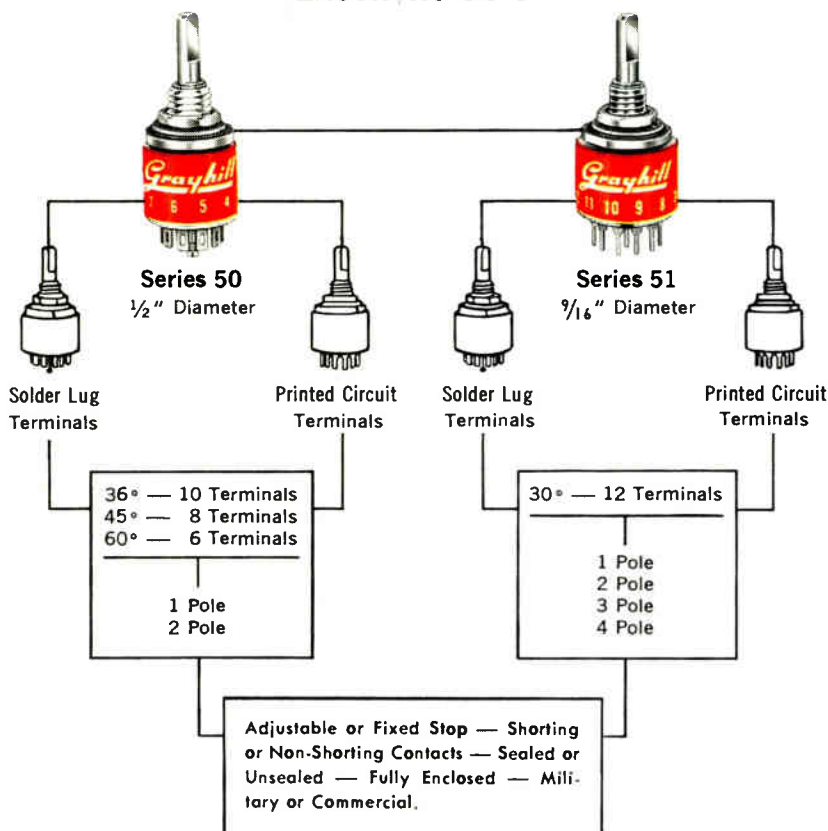 Grayhill
7 6 5 4
Grayhill
11 10 9 8
Series 50
1/2" Diameter
Series 51
9/16" Diameter
Solder Lug
Terminals
Printed Circuit
Terminals
Solder Lug
Terminals
Printed Circuit
Terminals
36° — 10 Terminals
45° — 8 Terminals
60° — 6 Terminals
1 Pole
2 Pole
30° — 12 Terminals
1 Pole
2 Pole
3 Pole
4 Pole
Adjustable or Fixed Stop — Shorting
or Non-Shorting Contacts — Sealed or
Unsealed — Fully Enclosed — Mili-
tary or Commercial.